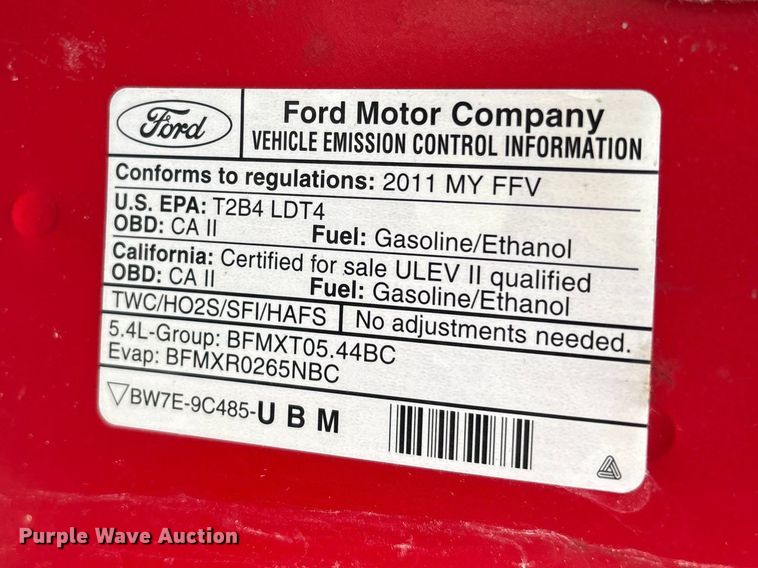 Ford
Ford Motor Company
VEHICLE EMISSION CONTROL INFORMATION
Conforms to regulations: 2011 MY FFV
U.S. EPA: T2B4 LDT4
OBD: CA II Fuel: Gasoline/Ethanol
California: Certified for sale ULEV II qualified
OBD: CA II Fuel: Gasoline/Ethanol
TWC/HO2S/SFI/HAFS No adjustments needed.
5.4L-Group: BFMXT05.44BC
Evap: BFMXR0265NBC
BW7E-9C485-U B M
Purple Wave Auction